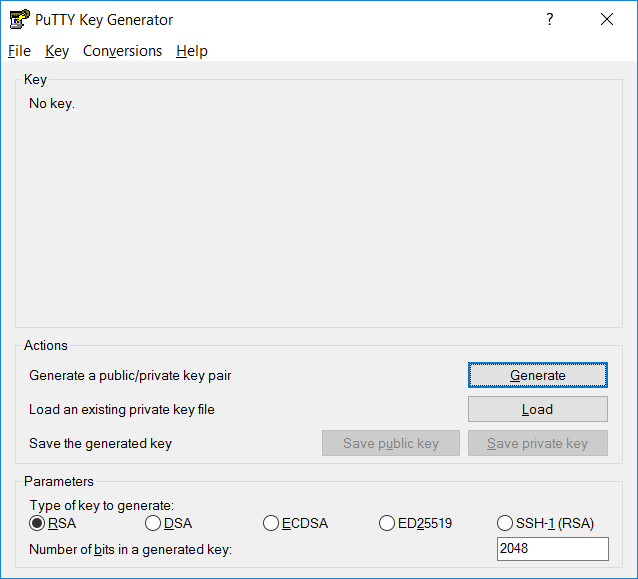 PuTTY Key Generator
?
File Key Conversions Help
Key
No key.
Actions
Generate a public/private key pair
Generate
Load an existing private key file
Load
Save the generated key
Save public key
Save private key
Parameters
Type of key to generate:
RSA DSA ECDSA ED25519 SSH-1 (RSA)
Number of bits in a generated key:
2048